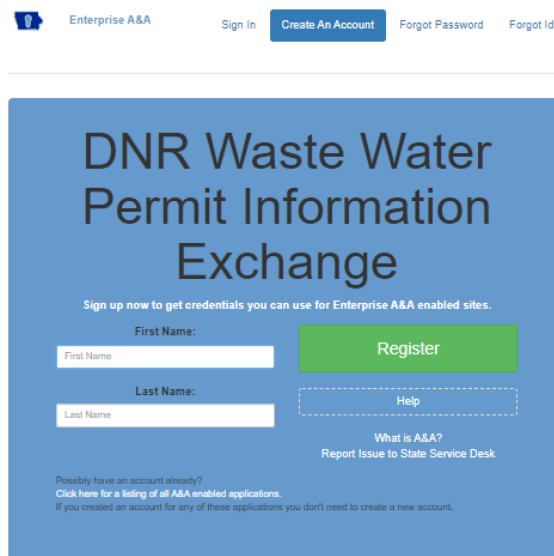 Enterprise A&A
Sign In Create An Account Forgot Password Forgot Id
DNR Waste Water
Permit Information
Exchange
Sign up now to get credentials you can use for Enterprise A&A enabled sites.
First Name:
First Name
Last Name:
Last Name
Register
Help
What is A&A?
Report Issue to State Service Desk
Possibly have an account already?
Click here for a listing of all A&A enabled applications.
If you created an account for any of these applications you don't need to create a new account.